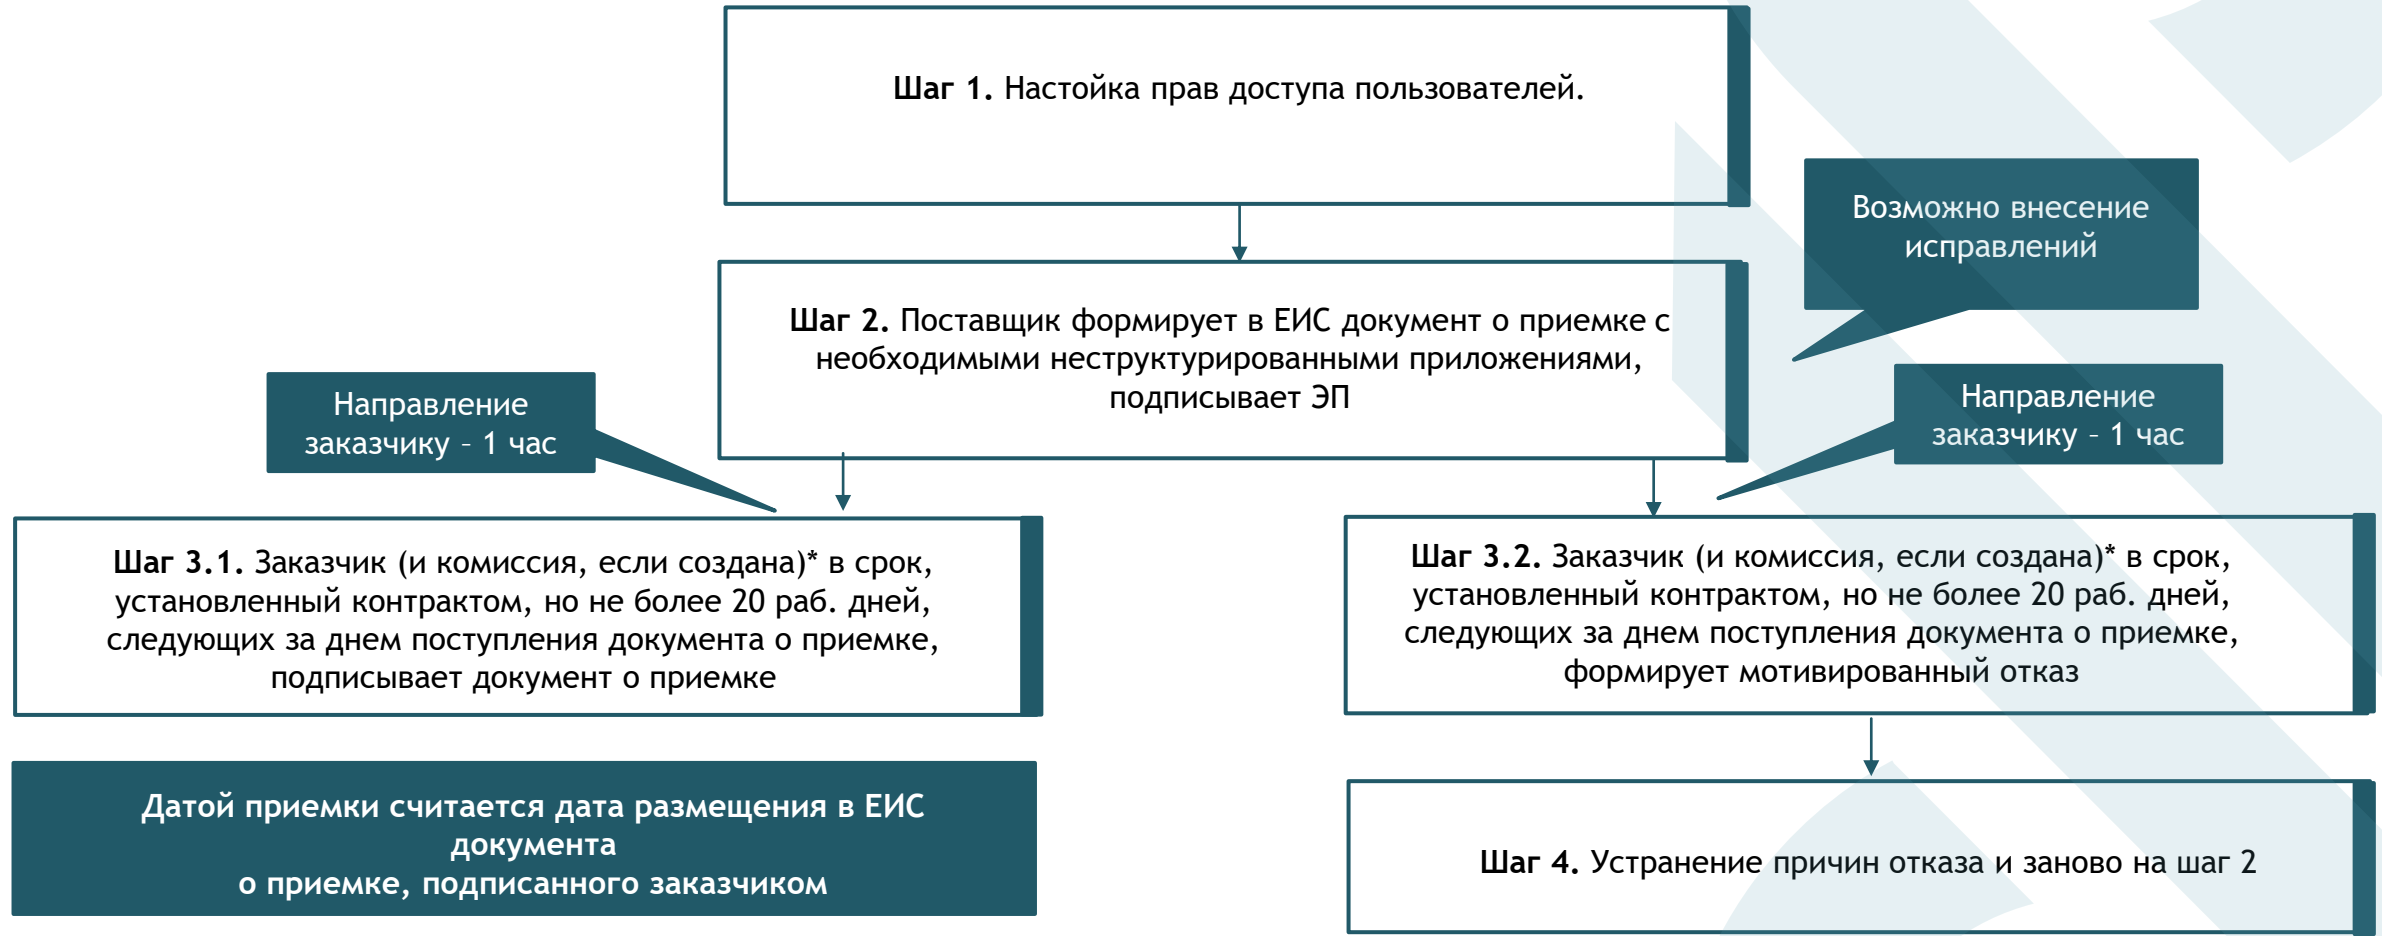 Шаг 1. Настойка прав доступа пользователей.
Возможно внесение
исправлений
Шаг 2. Поставщик формирует в ЕИС документ о приемке с
необходимыми неструктурированными приложениями,
подписывает ЭП
Направление
заказчику – 1 час
Направление
заказчику – 1 час
Шаг 3.1. Заказчик (и комиссия, если создана)* в срок,
установленный контрактом, но не более 20 раб. дней,
следующих за днем поступления документа о приемке,
подписывает документ о приемке
Шаг 3.2. Заказчик (и комиссия, если создана)* в срок,
установленный контрактом, но не более 20 раб. дней,
следующих за днем поступления документа о приемке,
формирует мотивированный отказ
Датой приемки считается дата размещения в ЕИС
документа
о приемке, подписанного заказчиком
Шаг 4. Устранение причин отказа и заново на шаг 2